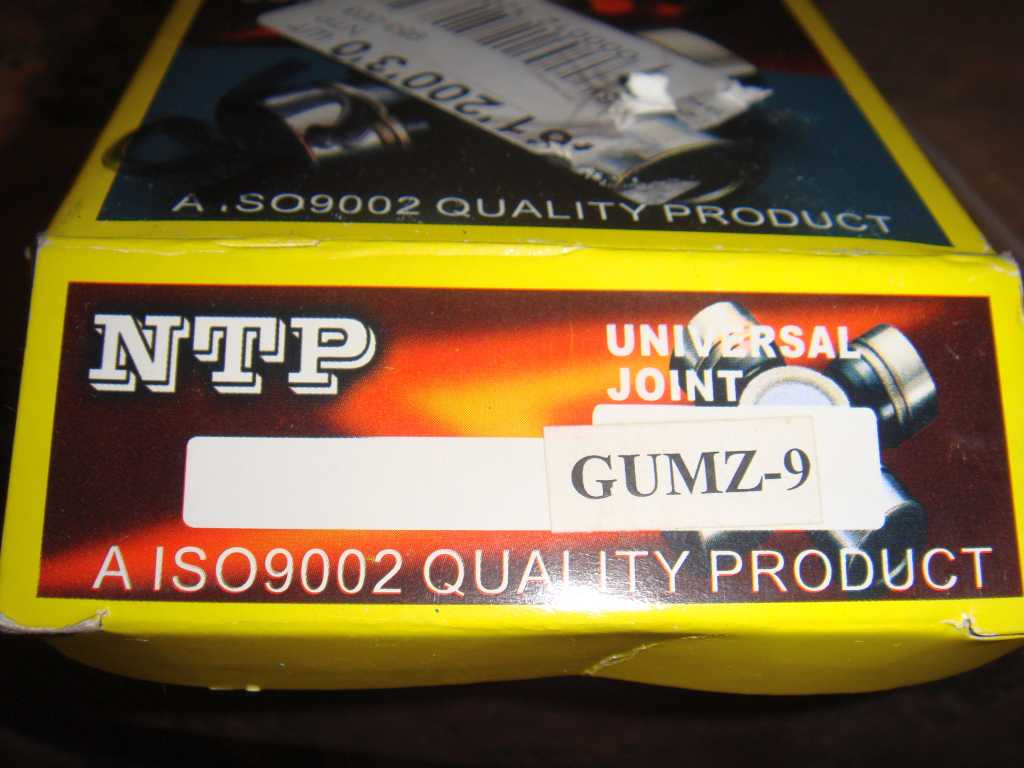 A ISO9002 QUALITY PRODUCT
NTP
UNIVERSAL
JOINT
GUMZ-9
A ISO9002 QUALITY PRODUCT